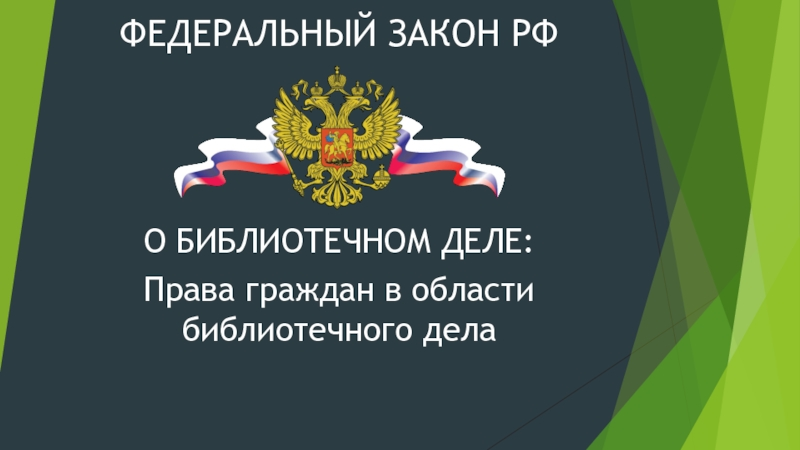 ФЕДЕРАЛЬНЫЙ ЗАКОН РФ
О БИБЛИОТЕЧНОМ ДЕЛЕ:
Права граждан в области
библиотечного дела